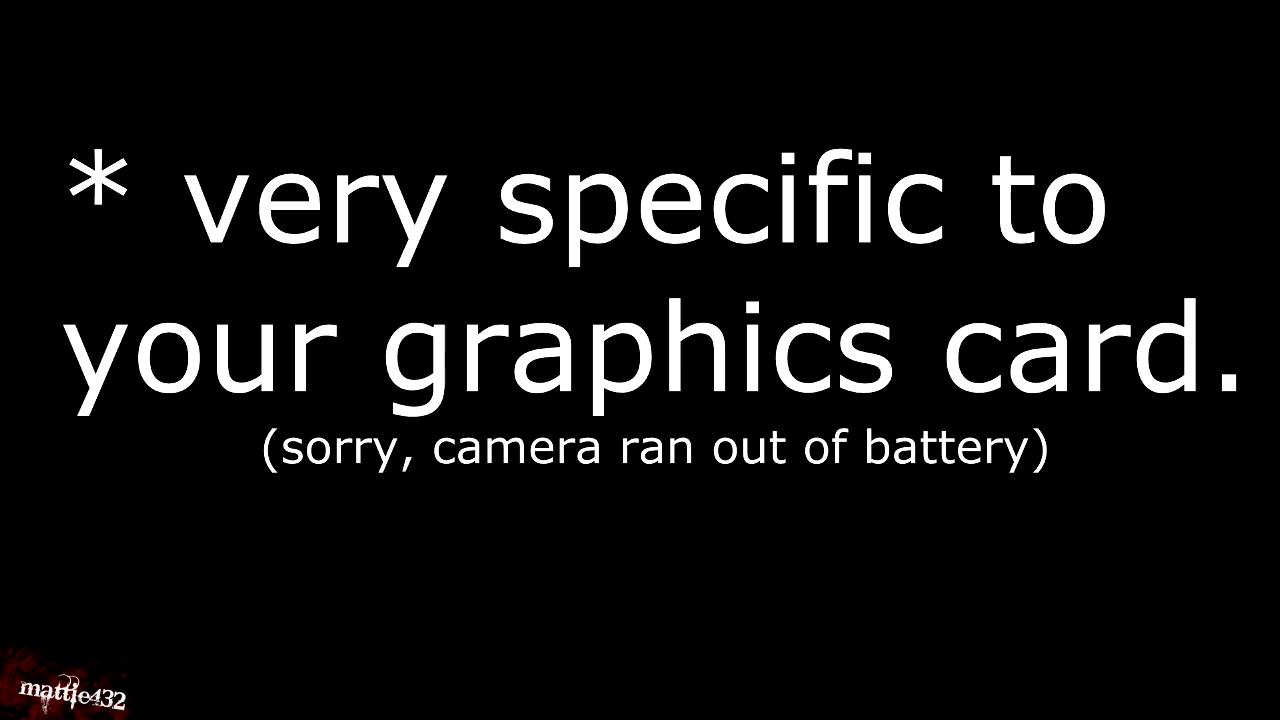 * very specific to
your graphics card.
(sorry, camera ran out of battery)
mattie432